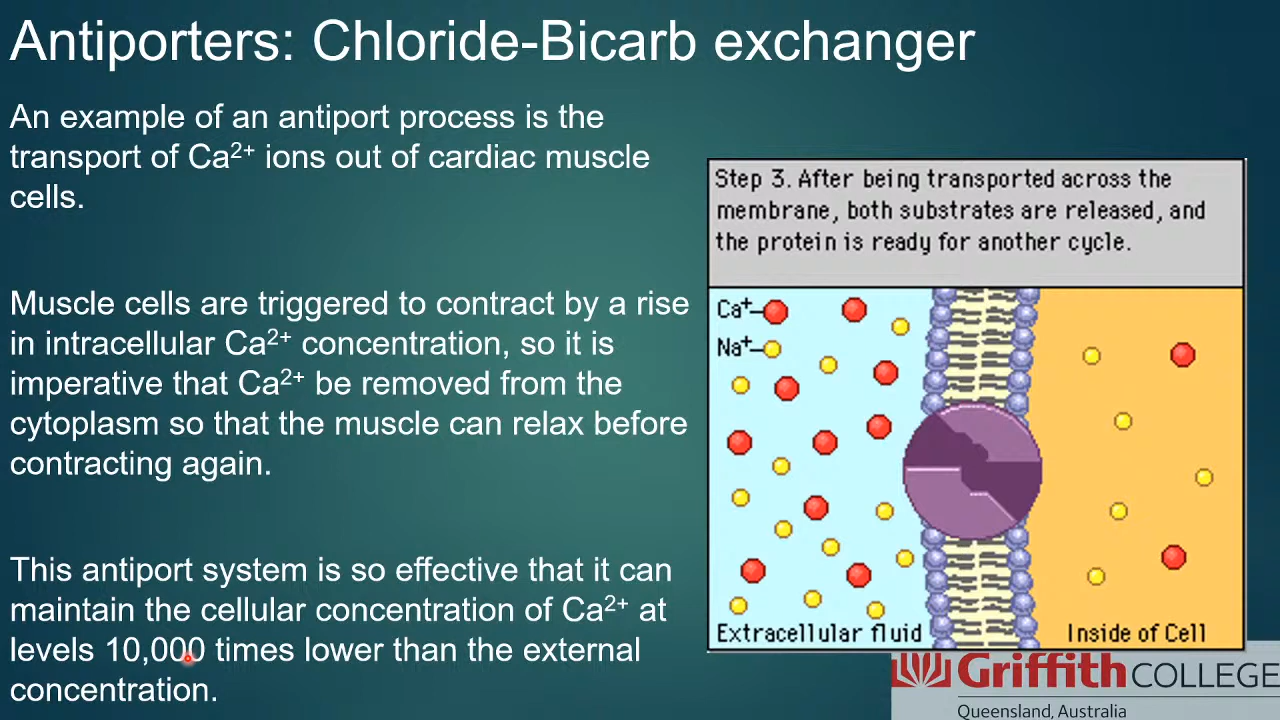 Antiporters: Chloride-Bicarb exchanger
An example of an antiport process is the
transport of Ca²⁺ ions out of cardiac muscle
cells.
Muscle cells are triggered to contract by a rise
in intracellular Ca²⁺ concentration, so it is
imperative that Ca²⁺ be removed from the
cytoplasm so that the muscle can relax before
contracting again.
This antiport system is so effective that it can
maintain the cellular concentration of Ca²⁺ at
levels 10,000 times lower than the external
concentration.
Step 3. After being transported across the
membrane, both substrates are released, and
the protein is ready for another cycle.
Ca⁺
Na⁺
Extracellular fluid
Inside of Cell
Griffith COLLEGE
Queensland, Australia